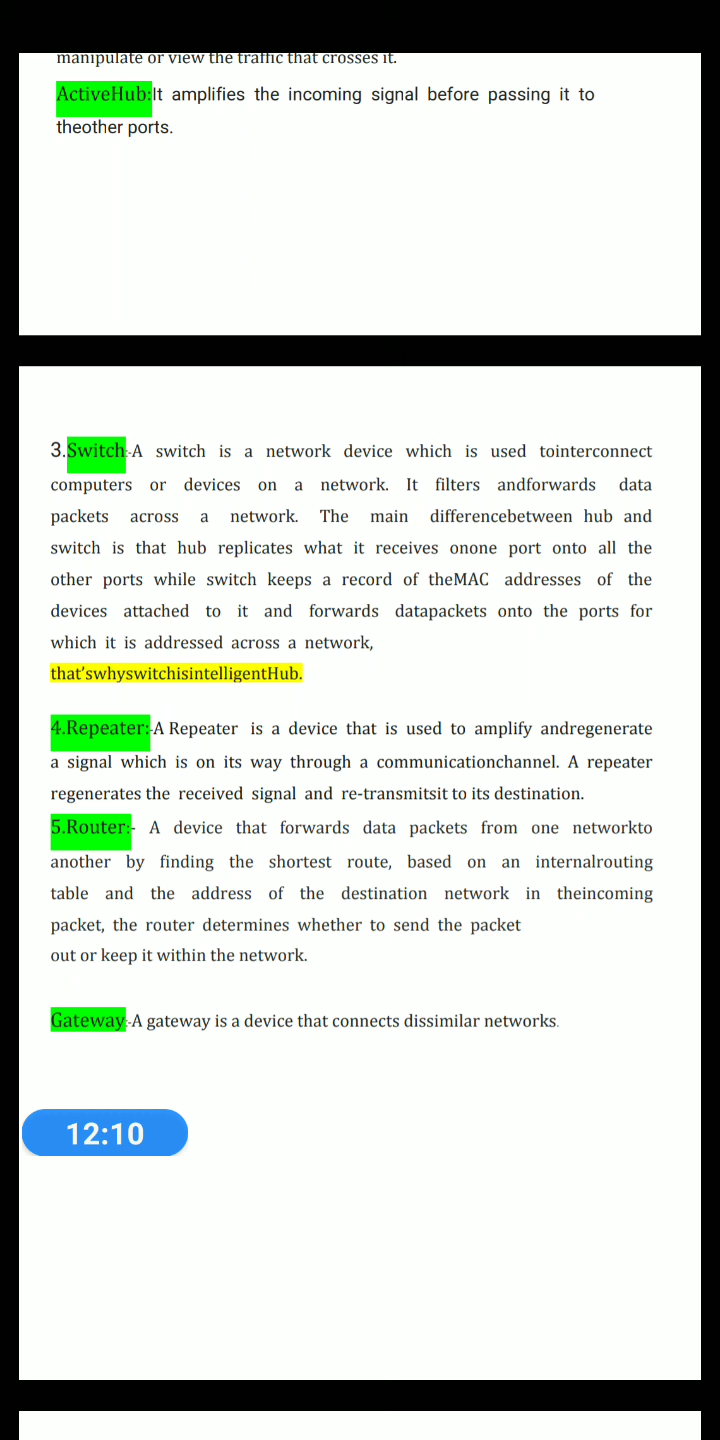 manipulate or view the traffic that crosses it.
ActiveHub:It amplifies the incoming signal before passing it to
theother ports.
3.Switch:-A switch is a network device which is used tointerconnect
computers or devices on a network. It filters andforwards data
packets across a network. The main differencebetween hub and
switch is that hub replicates what it receives onone port onto all the
other ports while switch keeps a record of theMAC addresses of the
devices attached to it and forwards datapackets onto the ports for
which it is addressed across a network,
that'swhyswitchisintelligentHub.
4.Repeater:-A Repeater is a device that is used to amplify andregenerate
a signal which is on its way through a communicationchannel. A repeater
regenerates the received signal and re-transmitsit to its destination.
5.Router:- A device that forwards data packets from one networkto
another by finding the shortest route, based on an internalrouting
table and the address of the destination network in theincoming
packet, the router determines whether to send the packet
out or keep it within the network.
Gateway:-A gateway is a device that connects dissimilar networks.
12:10